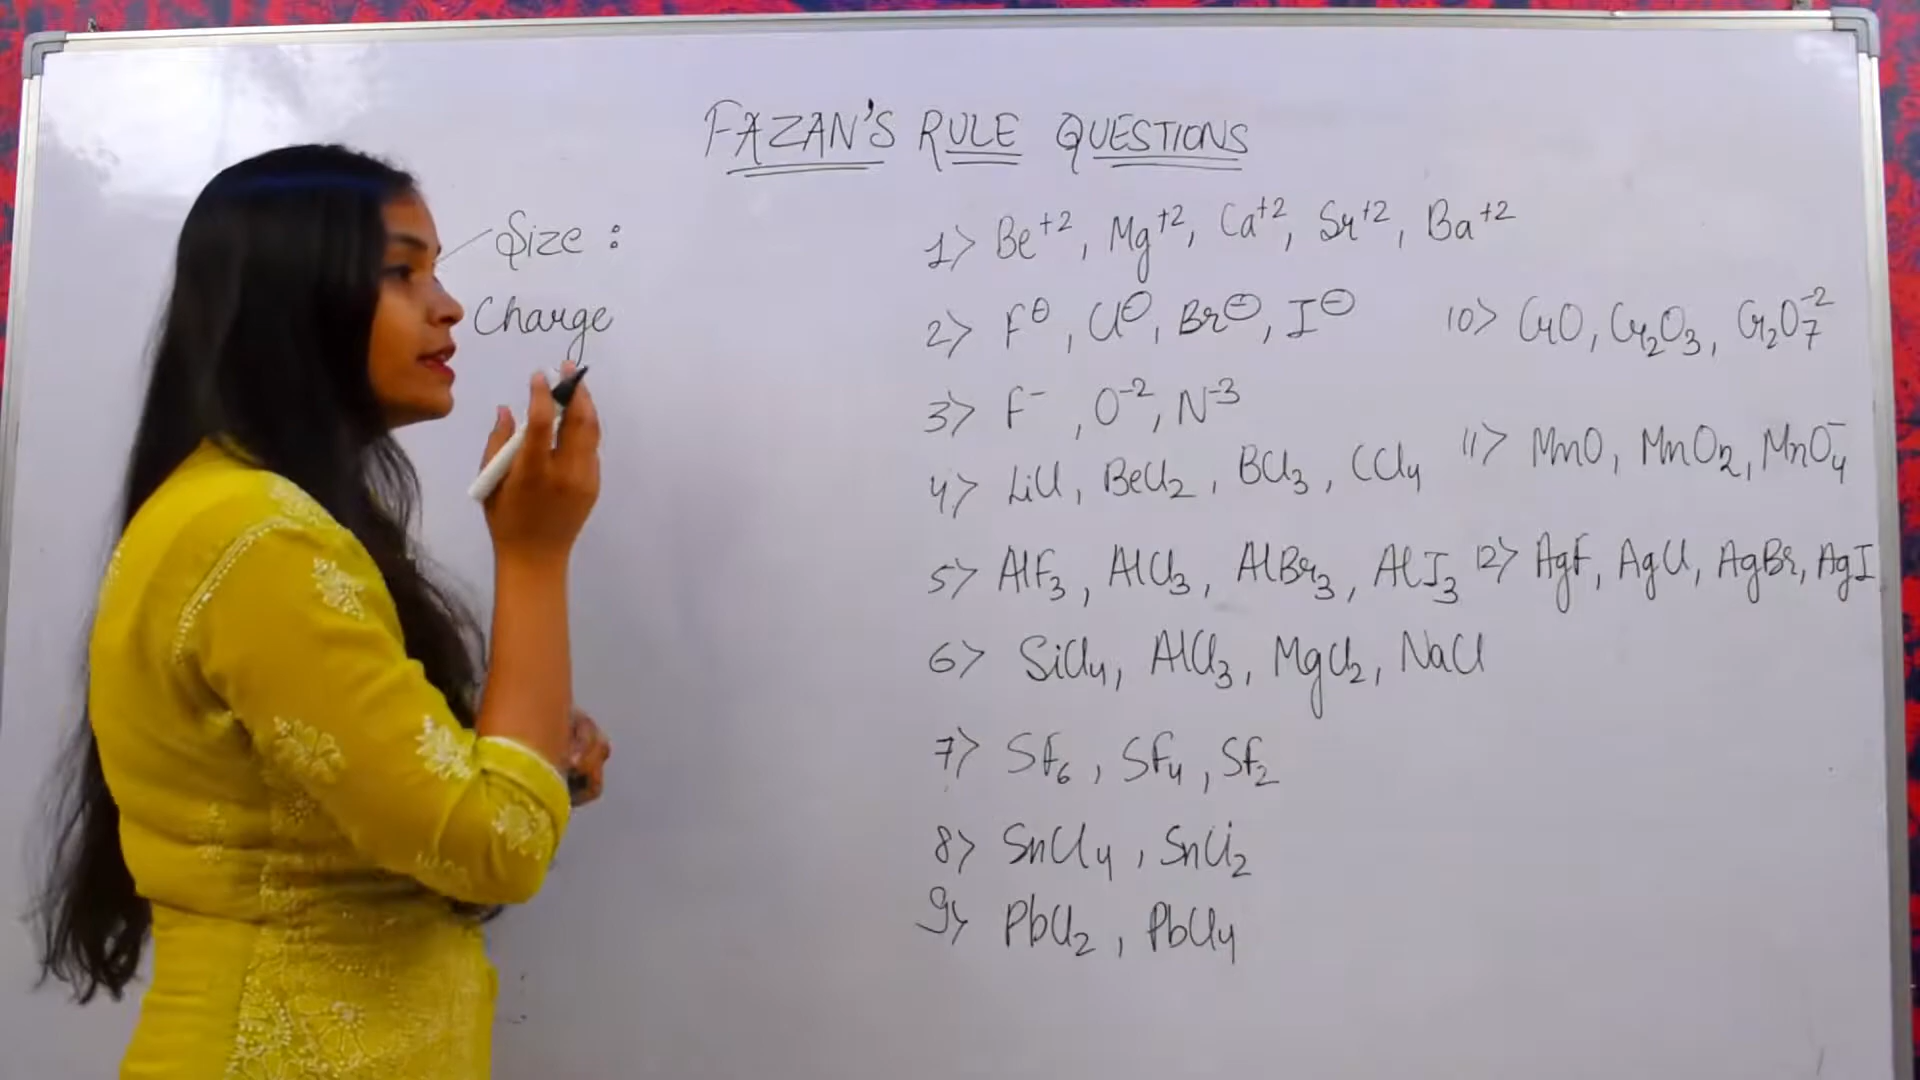 FAZAN'S RULE QUESTIONS
Size :
Charge
1> Be⁺², Mg⁺², Ca⁺², Sr⁺², Ba⁺²
2> F⊖, Cl⊖, Br⊖, I⊖
3> F⁻, O⁻², N⁻³
4> LiCl, BeCl₂, BCl₃, CCl₄
5> AlF₃, AlCl₃, AlBr₃, AlI₃
6> SiCl₄, AlCl₃, MgCl₂, NaCl
7> SF₆, SF₄, SF₂
8> SnCl₄, SnCl₂
9> PbCl₂, PbCl₄
10> CrO, Cr₂O₃, Cr₂O₇⁻²
11> MnO, MnO₂, MnO₄⁻
12> AgF, AgCl, AgBr, AgI